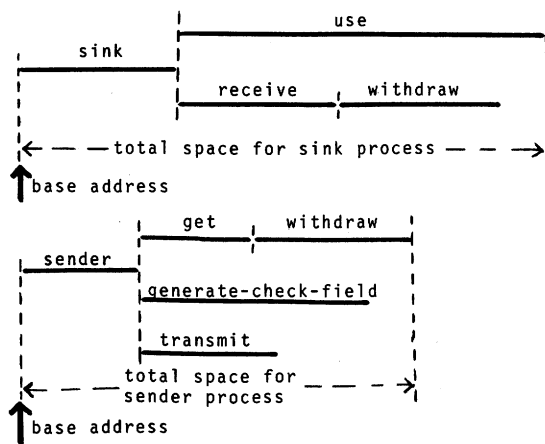 use
sink
receive withdraw
total space for sink process
base address
get withdraw
sender
generate-check-field
transmit
total space for
sender process
base address